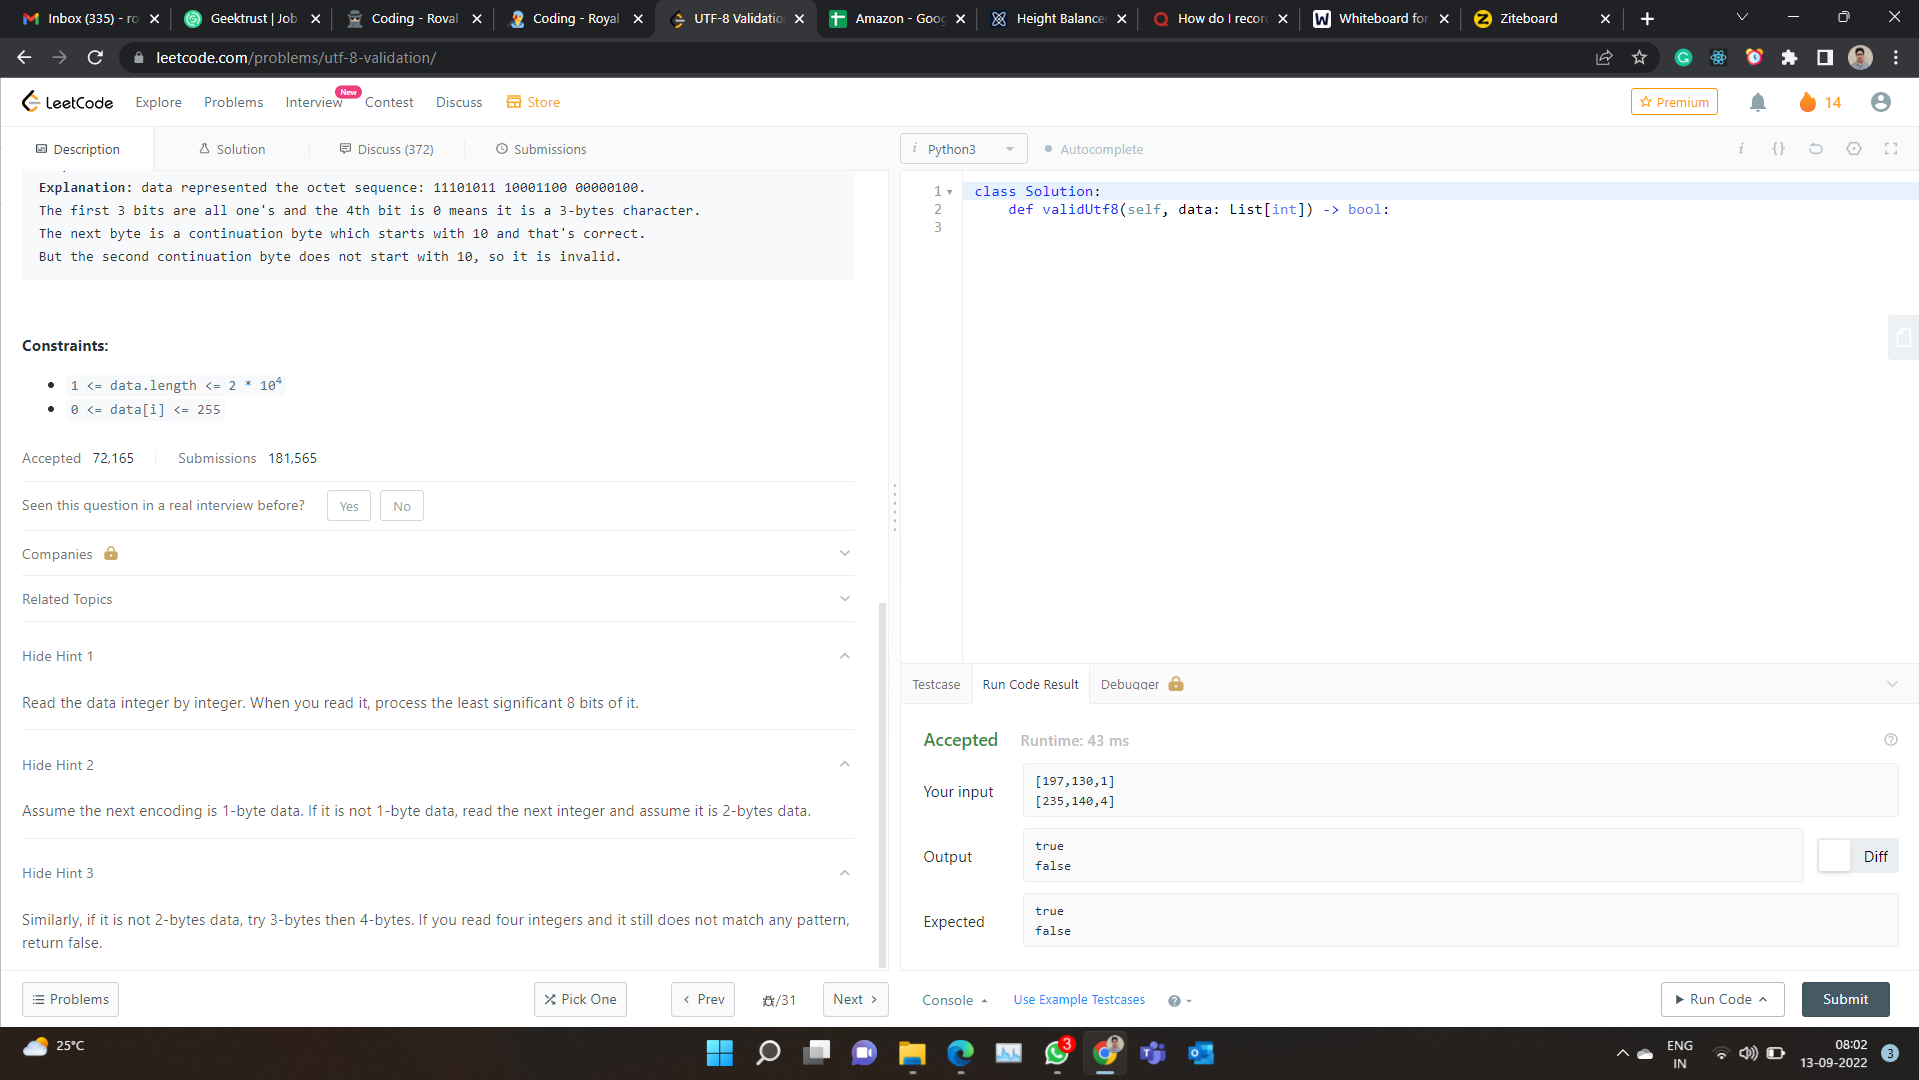 Inbox (335) - ro
Geektrust | Job
Coding - Royal
Coding - Royal
UTF-8 Validatio
Amazon - Goog
Height Balance
How do I recor
Whiteboard for
Ziteboard
leetcode.com/problems/utf-8-validation/
LeetCode
Explore
Problems
Interview
New
Contest
Discuss
Store
Premium
14
Description
Solution
Discuss (372)
Submissions
i Python3
Autocomplete
Explanation: data represented the octet sequence: 11101011 10001100 00000100.
The first 3 bits are all one's and the 4th bit is 0 means it is a 3-bytes character.
The next byte is a continuation byte which starts with 10 and that's correct.
But the second continuation byte does not start with 10, so it is invalid.
Constraints:
1 <= data.length <= 2 * 10⁴
0 <= data[i] <= 255
Accepted 72,165
Submissions 181,565
Seen this question in a real interview before?
Yes
No
Companies
Related Topics
Hide Hint 1
Read the data integer by integer. When you read it, process the least significant 8 bits of it.
Hide Hint 2
Assume the next encoding is 1-byte data. If it is not 1-byte data, read the next integer and assume it is 2-bytes data.
Hide Hint 3
Similarly, if it is not 2-bytes data, try 3-bytes then 4-bytes. If you read four integers and it still does not match any pattern,
return false.
Problems
Pick One
Prev
/31
Next
1 class Solution:
2 def validUtf8(self, data: List[int]) -> bool:
3
Testcase
Run Code Result
Debugger
Accepted
Runtime: 43 ms
Your input
[197,130,1]
[235,140,4]
Output
true
false
Diff
Expected
true
false
Console
Use Example Testcases
Run Code
Submit
25°C
3
ENG
IN
08:02
13-09-2022
3